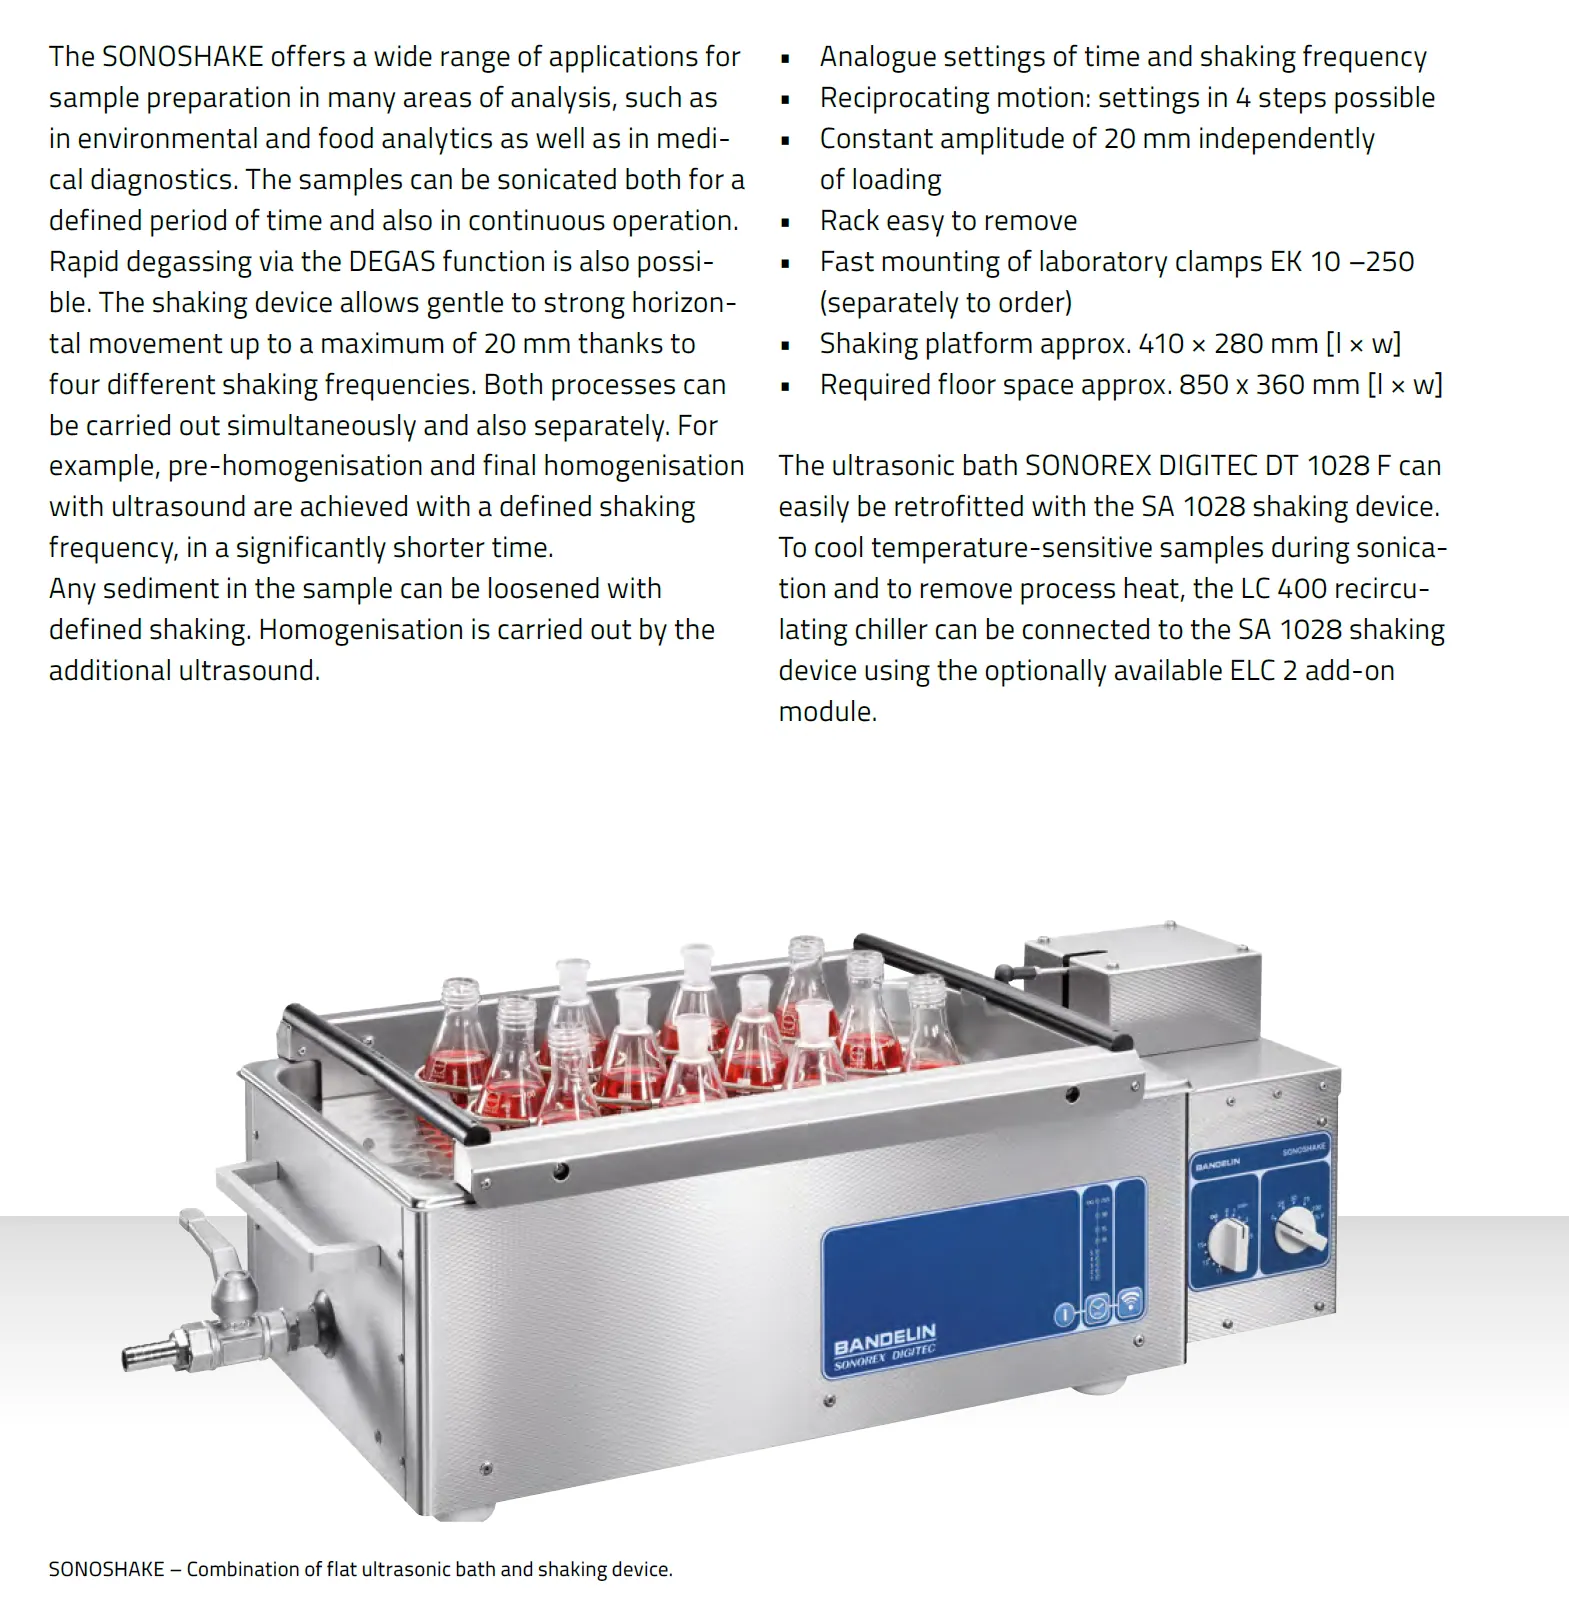 The SONOSHAKE offers a wide range of applications for
sample preparation in many areas of analysis, such as
in environmental and food analytics as well as in medi-
cal diagnostics. The samples can be sonicated both for a
defined period of time and also in continuous operation.
Rapid degassing via the DEGAS function is also possi-
ble. The shaking device allows gentle to strong horizon-
tal movement up to a maximum of 20 mm thanks to
four different shaking frequencies. Both processes can
be carried out simultaneously and also separately. For
example, pre-homogenisation and final homogenisation
with ultrasound are achieved with a defined shaking
frequency, in a significantly shorter time.
Any sediment in the sample can be loosened with
defined shaking. Homogenisation is carried out by the
additional ultrasound.
▪ Analogue settings of time and shaking frequency
▪ Reciprocating motion: settings in 4 steps possible
▪ Constant amplitude of 20 mm independently
of loading
▪ Rack easy to remove
▪ Fast mounting of laboratory clamps EK 10 –250
(separately to order)
▪ Shaking platform approx. 410 × 280 mm [l × w]
▪ Required floor space approx. 850 x 360 mm [l × w]
The ultrasonic bath SONOREX DIGITEC DT 1028 F can
easily be retrofitted with the SA 1028 shaking device.
To cool temperature-sensitive samples during sonica-
tion and to remove process heat, the LC 400 recircu-
lating chiller can be connected to the SA 1028 shaking
device using the optionally available ELC 2 add-on
module.
BANDELIN SONOSHAKE
BANDELIN
SONOREX DIGITEC
SONOSHAKE – Combination of flat ultrasonic bath and shaking device.